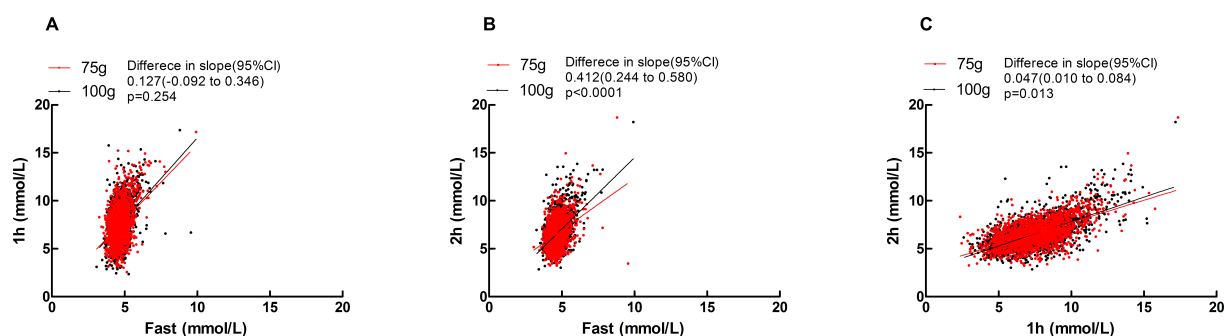 A
75g
100g
Differece in slope(95%CI)
0.127(-0.092 to 0.346)
p=0.254
20
15
10
5
0
1h (mmol/L)
0
5
10
15
20
Fast (mmol/L)
B
75g
100g
Differece in slope(95%CI)
0.412(0.244 to 0.580)
p<0.0001
20
15
10
5
0
2h (mmol/L)
0
5
10
15
20
Fast (mmol/L)
C
75g
100g
Differece in slope(95%CI)
0.047(0.010 to 0.084)
p=0.013
20
15
10
5
0
2h (mmol/L)
0
5
10
15
20
1h (mmol/L)